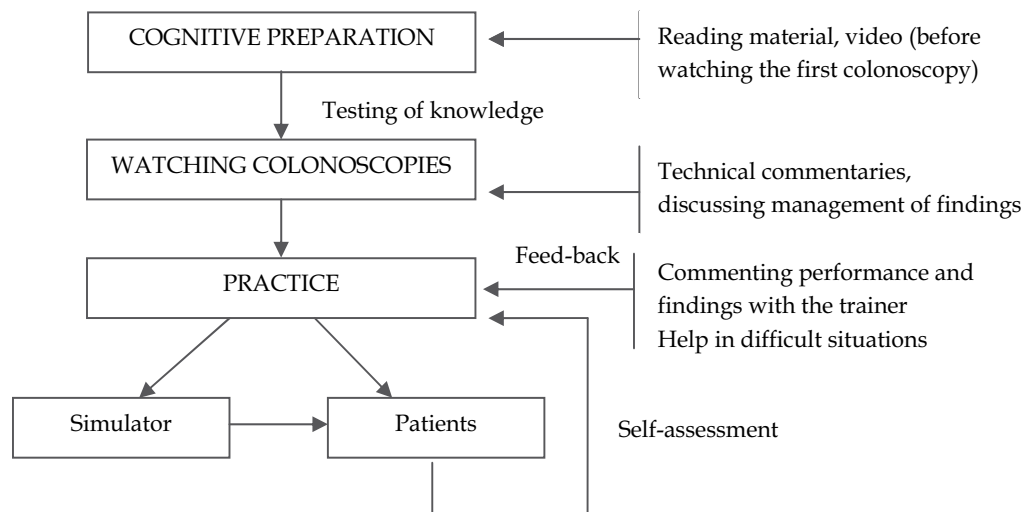 COGNITIVE PREPARATION
Reading material, video (before
watching the first colonoscopy)
Testing of knowledge
WATCHING COLONOSCOPIES
Technical commentaries,
discussing management of findings
Feed-back
PRACTICE
Commenting performance and
findings with the trainer
Help in difficult situations
Simulator
Patients
Self-assessment